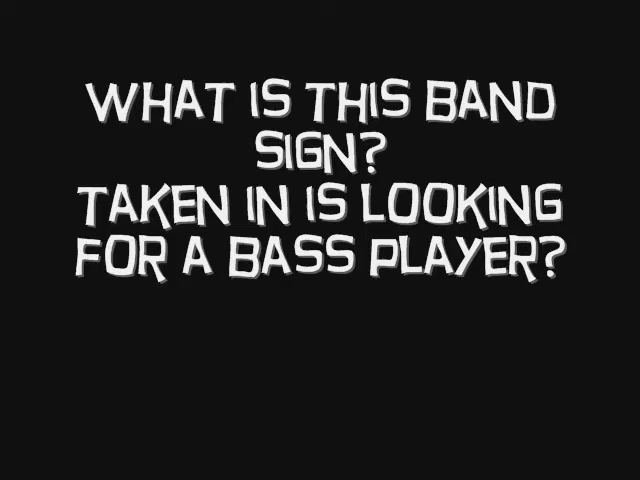 WHAT IS THIS BAND
SIGN?
TAKEN IN IS LOOKING
FOR A BASS PLAYER?